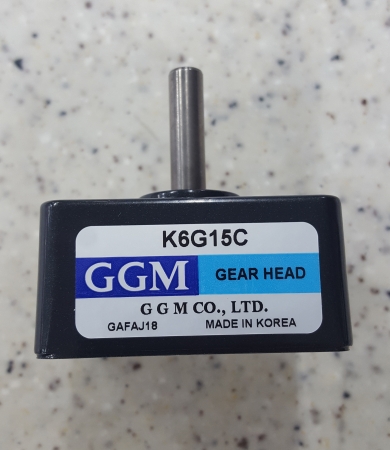 K6G15C
GGM GEAR HEAD
G G M CO., LTD.
GAFAJ18 MADE IN KOREA